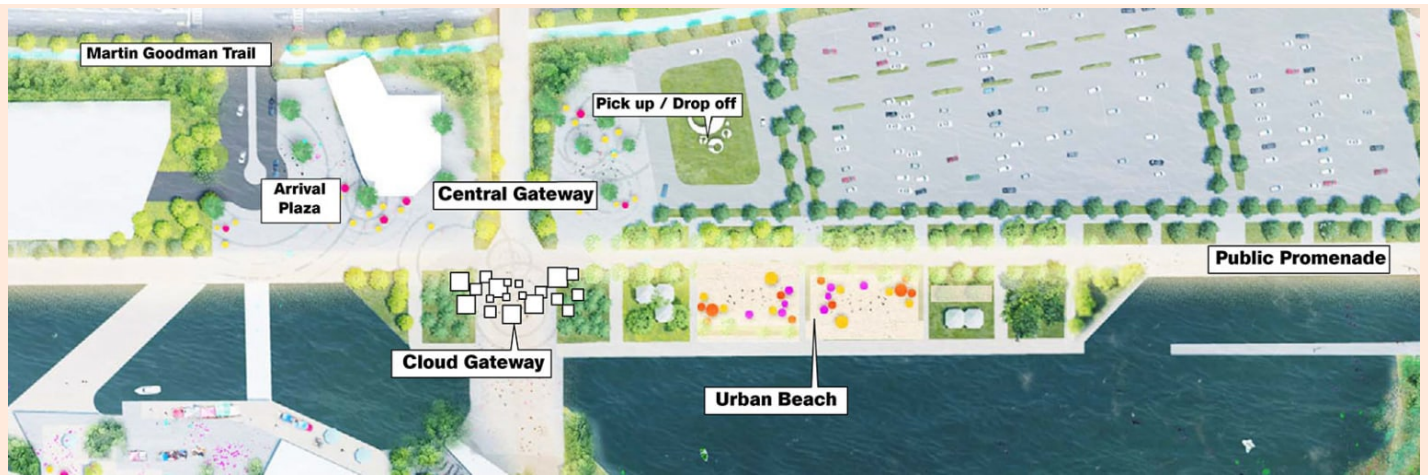 Martin Goodman Trail
Pick up / Drop off
Arrival
Plaza
Central Gateway
Public Promenade
Cloud Gateway
Urban Beach